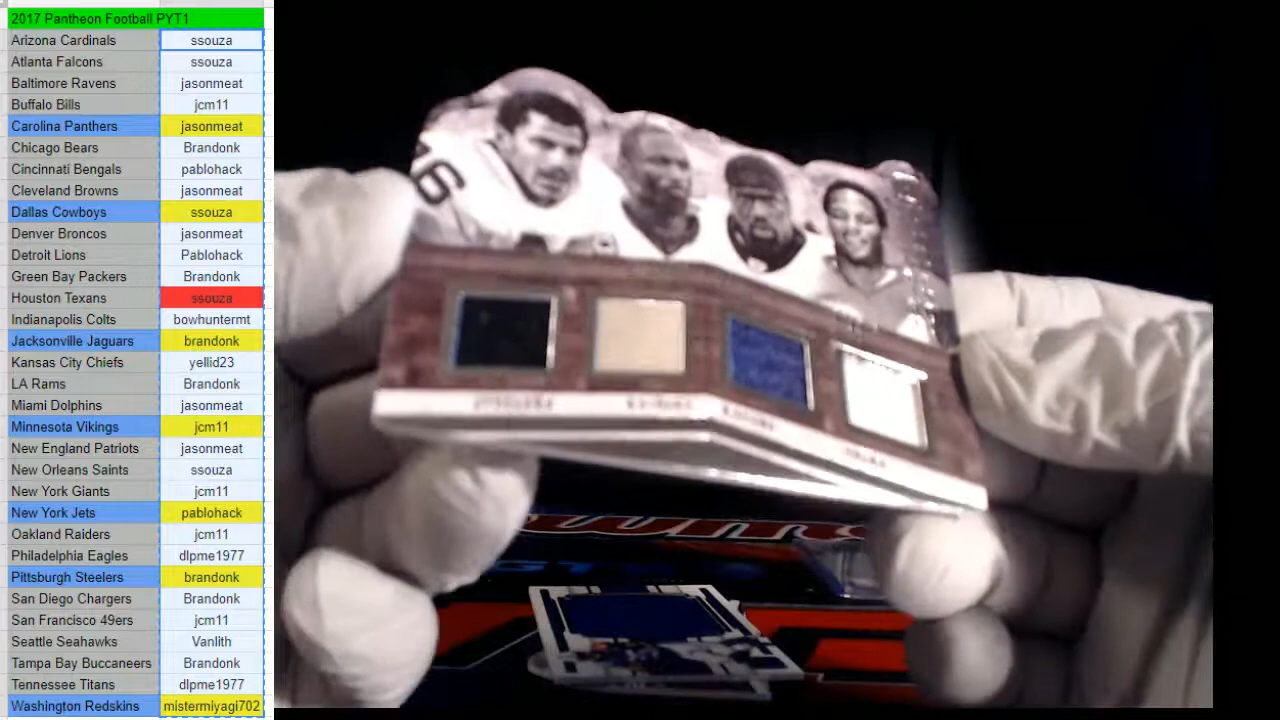 2017 Pantheon Football PYT1
Arizona Cardinals ssouza
Atlanta Falcons ssouza
Baltimore Ravens jasonmeat
Buffalo Bills jcm11
Carolina Panthers jasonmeat
Chicago Bears Brandonk
Cincinnati Bengals pablohack
Cleveland Browns jasonmeat
Dallas Cowboys ssouza
Denver Broncos jasonmeat
Detroit Lions Pablohack
Green Bay Packers Brandonk
Houston Texans ssouza
Indianapolis Colts bowhuntermt
Jacksonville Jaguars brandonk
Kansas City Chiefs yellid23
LA Rams Brandonk
Miami Dolphins jasonmeat
Minnesota Vikings jcm11
New England Patriots jasonmeat
New Orleans Saints ssouza
New York Giants jcm11
New York Jets pablohack
Oakland Raiders jcm11
Philadelphia Eagles dlpme1977
Pittsburgh Steelers brandonk
San Diego Chargers Brandonk
San Francisco 49ers jcm11
Seattle Seahawks Vanlith
Tampa Bay Buccaneers Brandonk
Tennessee Titans dlpme1977
Washington Redskins mistermiyagi702